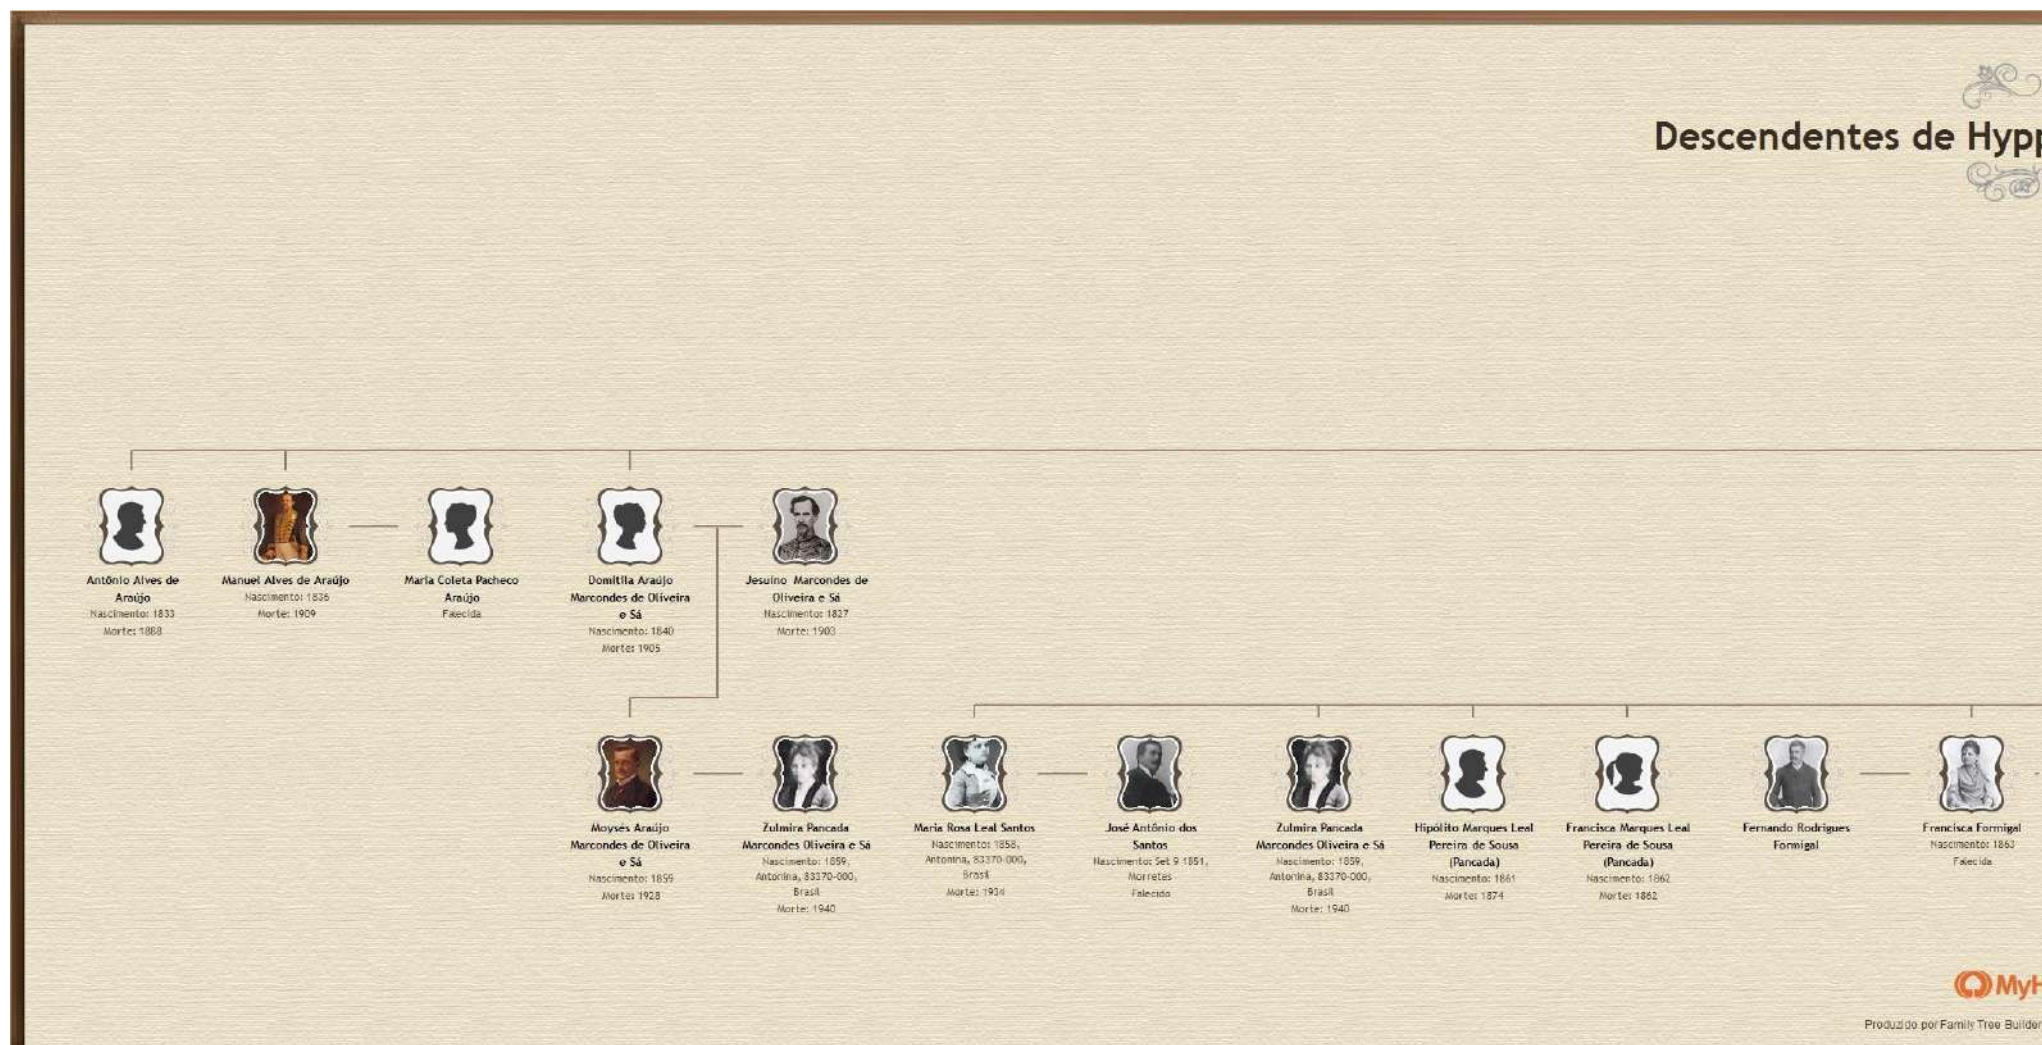 Descendentes de Hypp
Antônio Alves de
Araújo
Nascimento: 1833
Morte: 1888
Manuel Alves de Araújo
Nascimento: 1836
Morte: 1909
Maria Coleta Pacheco
Araújo
Falecida
Domitila Araújo
Marcondes de Oliveira
e Sá
Nascimento: 1840
Morte: 1905
Jesuíno Marcondes de
Oliveira e Sá
Nascimento: 1827
Morte: 1903
Moysés Araújo
Marcondes de Oliveira
e Sá
Nascimento: 1859
Morte: 1928
Zulmira Pancada
Marcondes Oliveira e Sá
Nascimento: 1859,
Antonina, 83370-000,
Brasil
Morte: 1940
Maria Rosa Leal Santos
Nascimento: 1858,
Antonina, 83370-000,
Brasil
Morte: 1934
José Antônio dos
Santos
Nascimento: Set 9 1851,
Morretes
Falecido
Zulmira Pancada
Marcondes Oliveira e Sá
Nascimento: 1859,
Antonina, 83370-000,
Brasil
Morte: 1940
Hipólito Marques Leal
Pereira de Sousa
(Pancada)
Nascimento: 1861
Morte: 1874
Francisca Marques Leal
Pereira de Sousa
(Pancada)
Nascimento: 1862
Morte: 1862
Fernando Rodrigues
Formigal
Francisca Formigal
Nascimento: 1863
Falecida
MyH
Produzido por Family Tree Builder